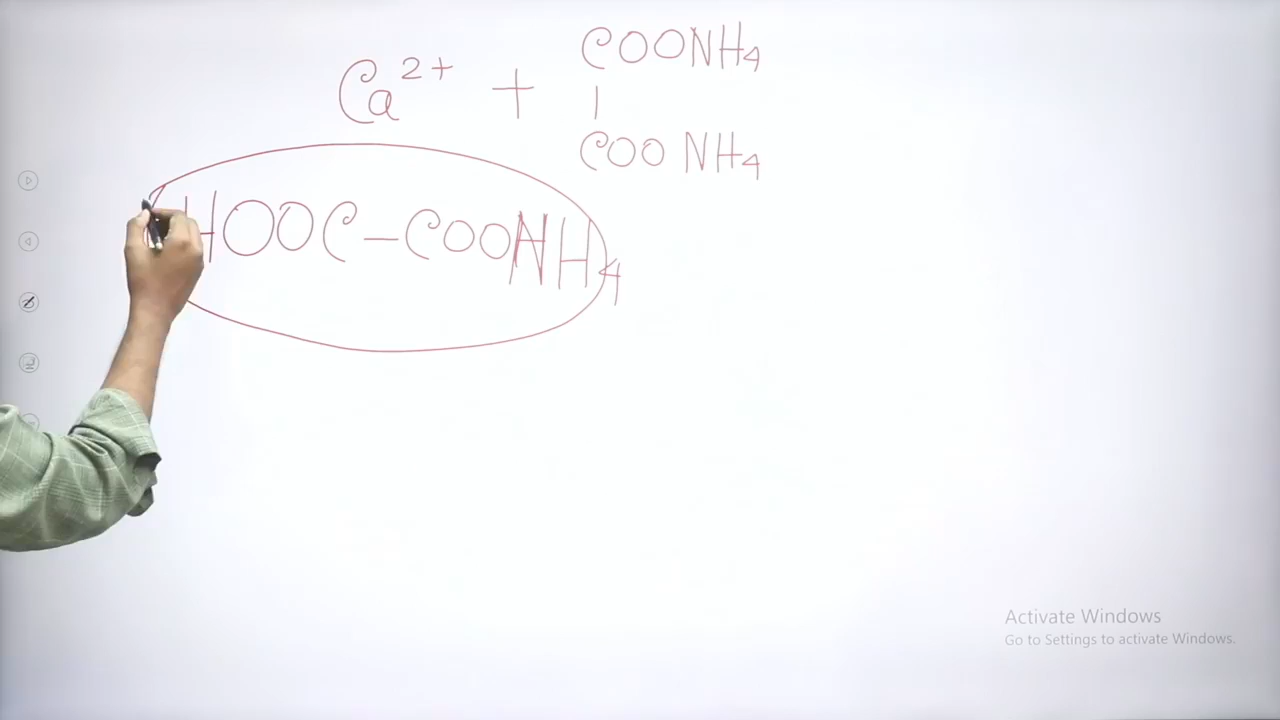 COONH4
Ca2+ +
|
COONH4
HOOC-COONH4
Activate Windows
Go to Settings to activate Windows.